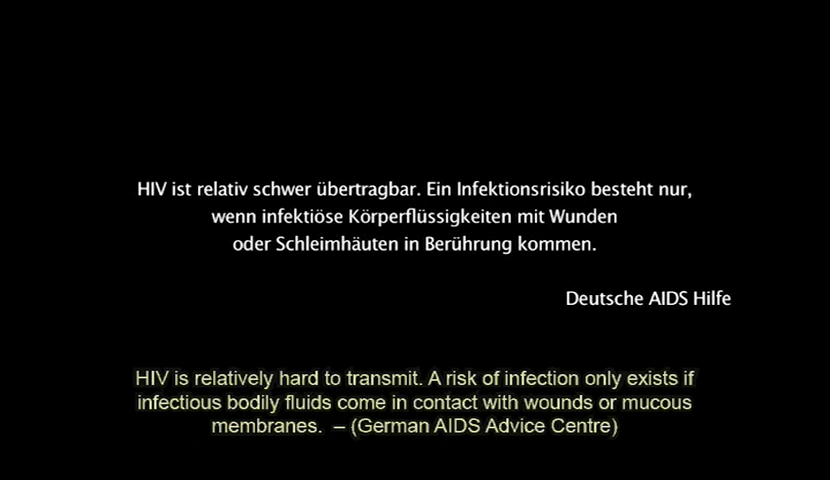 HIV ist relativ schwer übertragbar. Ein Infektionsrisiko besteht nur,
wenn infektiöse Körperflüssigkeiten mit Wunden
oder Schleimhäuten in Berührung kommen.
Deutsche AIDS Hilfe
HIV is relatively hard to transmit. A risk of infection only exists if
infectious bodily fluids come in contact with wounds or mucous
membranes.  – (German AIDS Advice Centre)